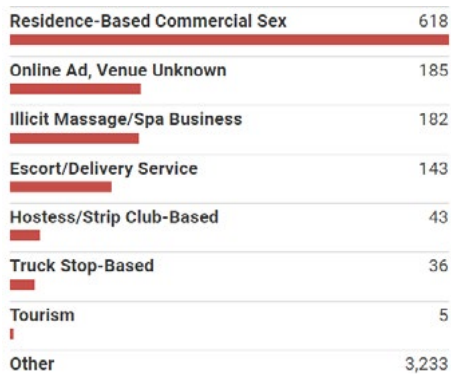 Residence-Based Commercial Sex 618
Online Ad, Venue Unknown 185
Illicit Massage/Spa Business 182
Escort/Delivery Service 143
Hostess/Strip Club-Based 43
Truck Stop-Based 36
Tourism 5
Other 3,233